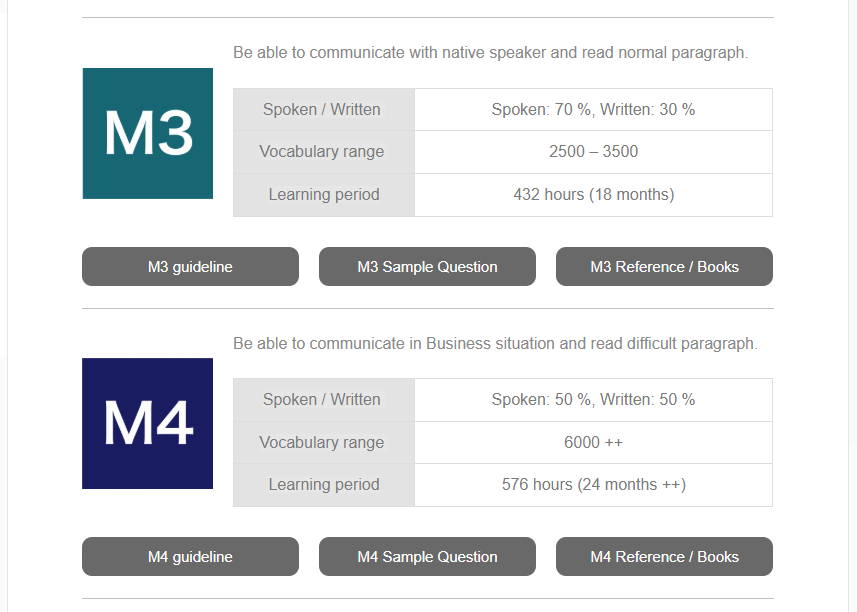 Be able to communicate with native speaker and read normal paragraph.
M3
Spoken / Written
Spoken: 70 %, Written: 30 %
Vocabulary range
2500 – 3500
Learning period
432 hours (18 months)
M3 guideline
M3 Sample Question
M3 Reference / Books
Be able to communicate in Business situation and read difficult paragraph.
M4
Spoken / Written
Spoken: 50 %, Written: 50 %
Vocabulary range
6000 ++
Learning period
576 hours (24 months ++)
M4 guideline
M4 Sample Question
M4 Reference / Books